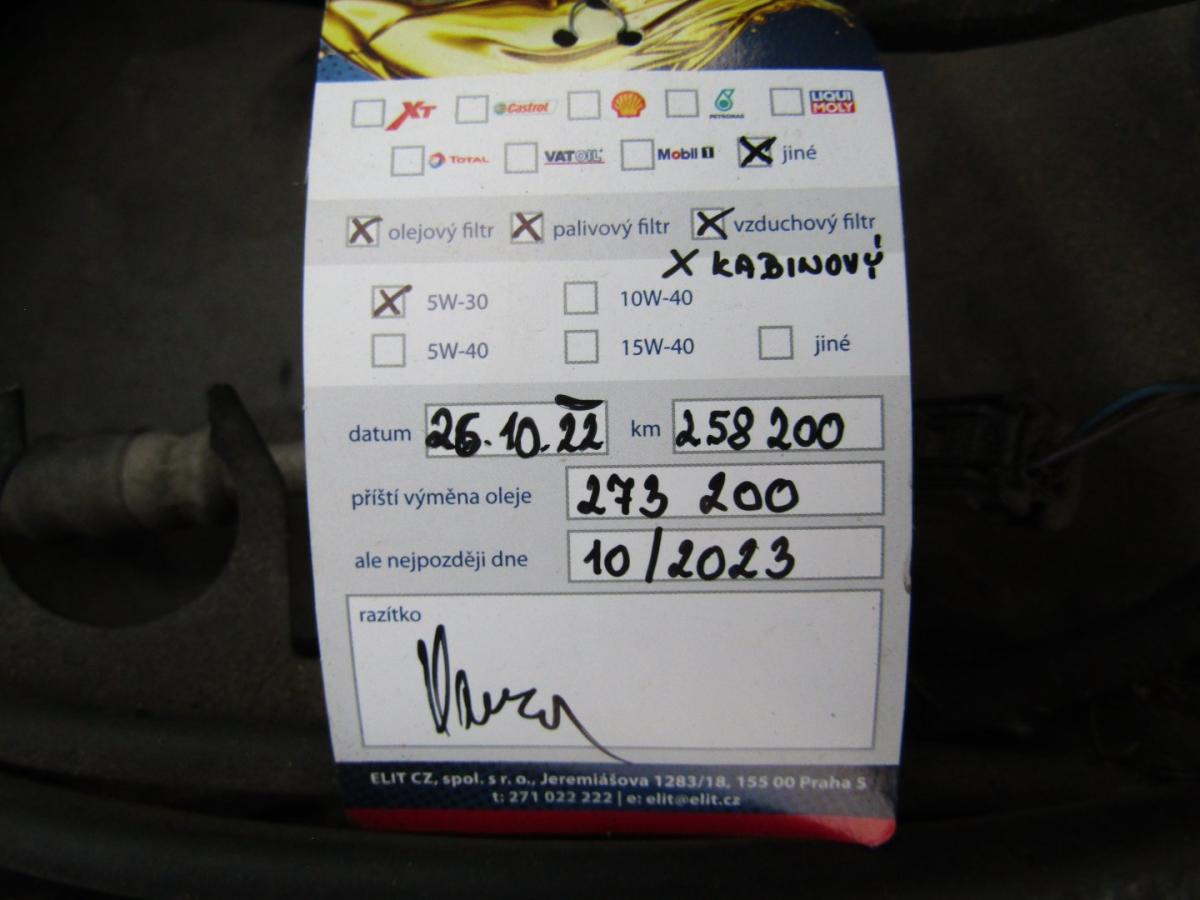 XT Castrol PETRONAS LIQUI MOLY
TOTAL VATOIL Mobil 1 X jiné
X olejový filtr X palivový filtr X vzduchový filtr
X KABINOVÝ
X 5W-30 10W-40
5W-40 15W-40 jiné
datum 26.10.22 km 258 200
příští výměna oleje 273 200
ale nejpozději dne 10/2023
razítko
ELIT CZ, spol. s r. o., Jeremiášova 1283/18, 155 00 Praha 5
t: 271 022 222 | e: elit@elit.cz